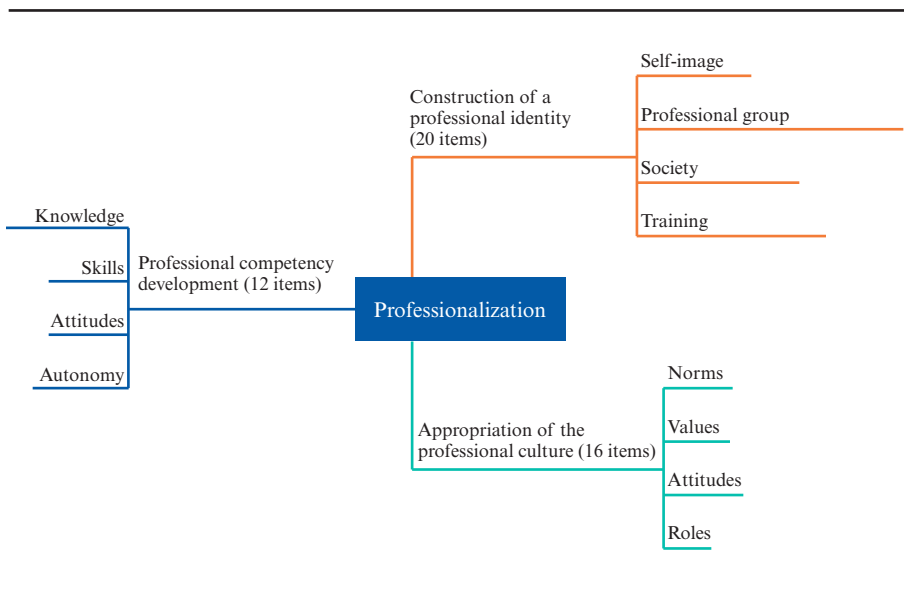 Self-image
Construction of a
professional identity
(20 items)
Professional group
Society
Training
Knowledge
Skills
Professional competency
development (12 items)
Attitudes
Autonomy
Professionalization
Norms
Appropriation of the
professional culture (16 items)
Values
Attitudes
Roles